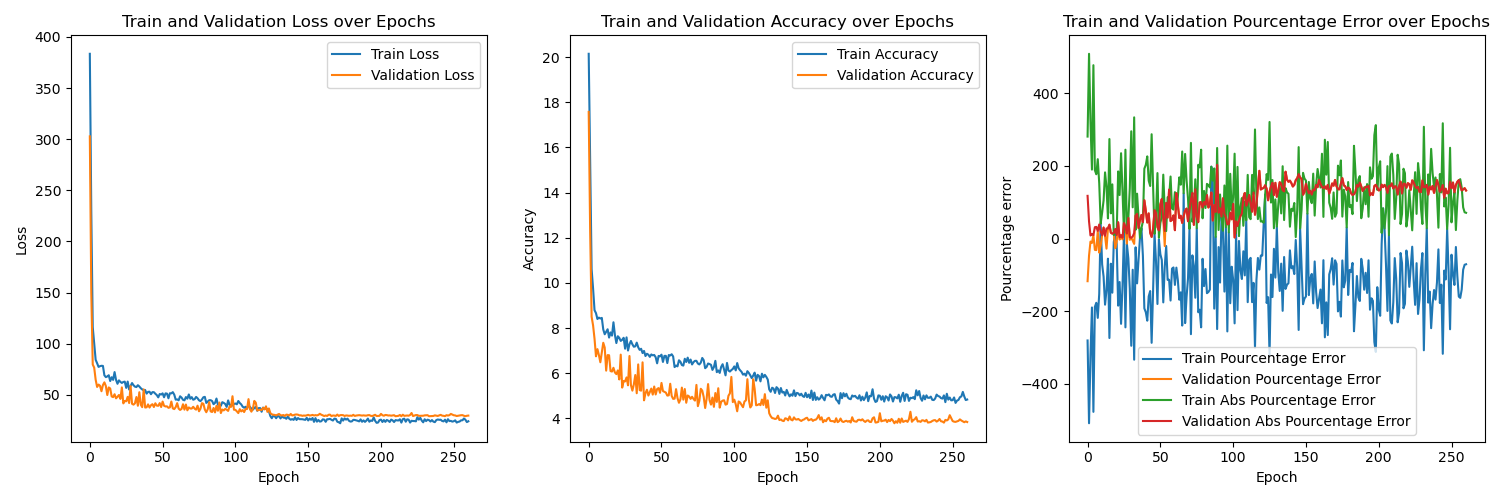 Train and Validation Loss over Epochs
400
350
300
250
200
150
100
50
0
50
100
150
200
250
Loss
Epoch
Train Loss
Validation Loss
Train and Validation Accuracy over Epochs
20
18
16
14
12
10
8
6
4
0
50
100
150
200
250
Accuracy
Epoch
Train Accuracy
Validation Accuracy
Train and Validation Pourcentage Error over Epochs
400
200
0
−200
−400
0
50
100
150
200
250
Pourcentage error
Epoch
Train Pourcentage Error
Validation Pourcentage Error
Train Abs Pourcentage Error
Validation Abs Pourcentage Error